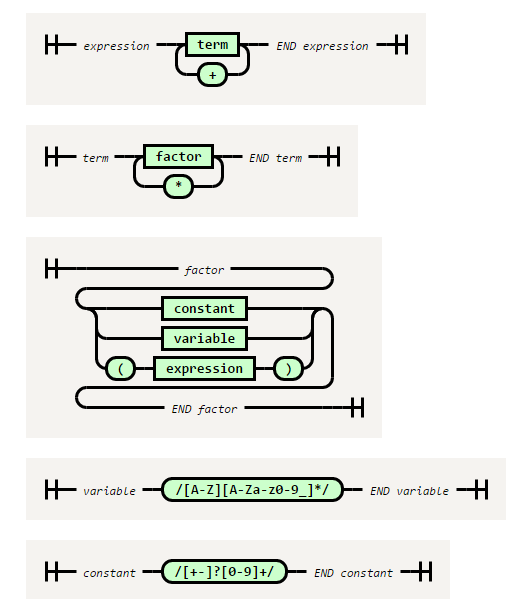 expression term END expression
+
term factor END term
*
factor
constant
variable
( expression )
END factor
variable /[A-Z][A-Za-z0-9_]*/ END variable
constant /[+-]?[0-9]+/ END constant